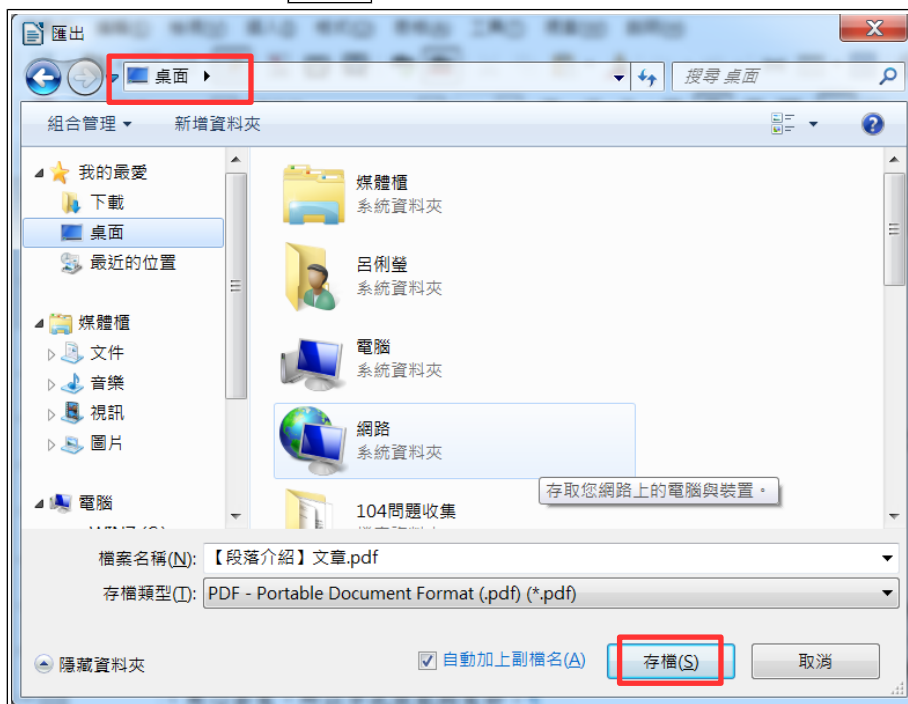 匯出
桌面
搜尋 桌面
組合管理 新增資料夾
我的最愛
下載
桌面
最近的位置
媒體櫃
文件
音樂
視訊
圖片
電腦
媒體櫃
系統資料夾
呂俐瑩
系統資料夾
電腦
系統資料夾
網路
系統資料夾
存取您網路上的電腦與裝置。
104問題收集
檔案名稱(N): 【段落介紹】文章.pdf
存檔類型(T): PDF - Portable Document Format (.pdf) (*.pdf)
隱藏資料夾
自動加上副檔名(A)
存檔(S)
取消